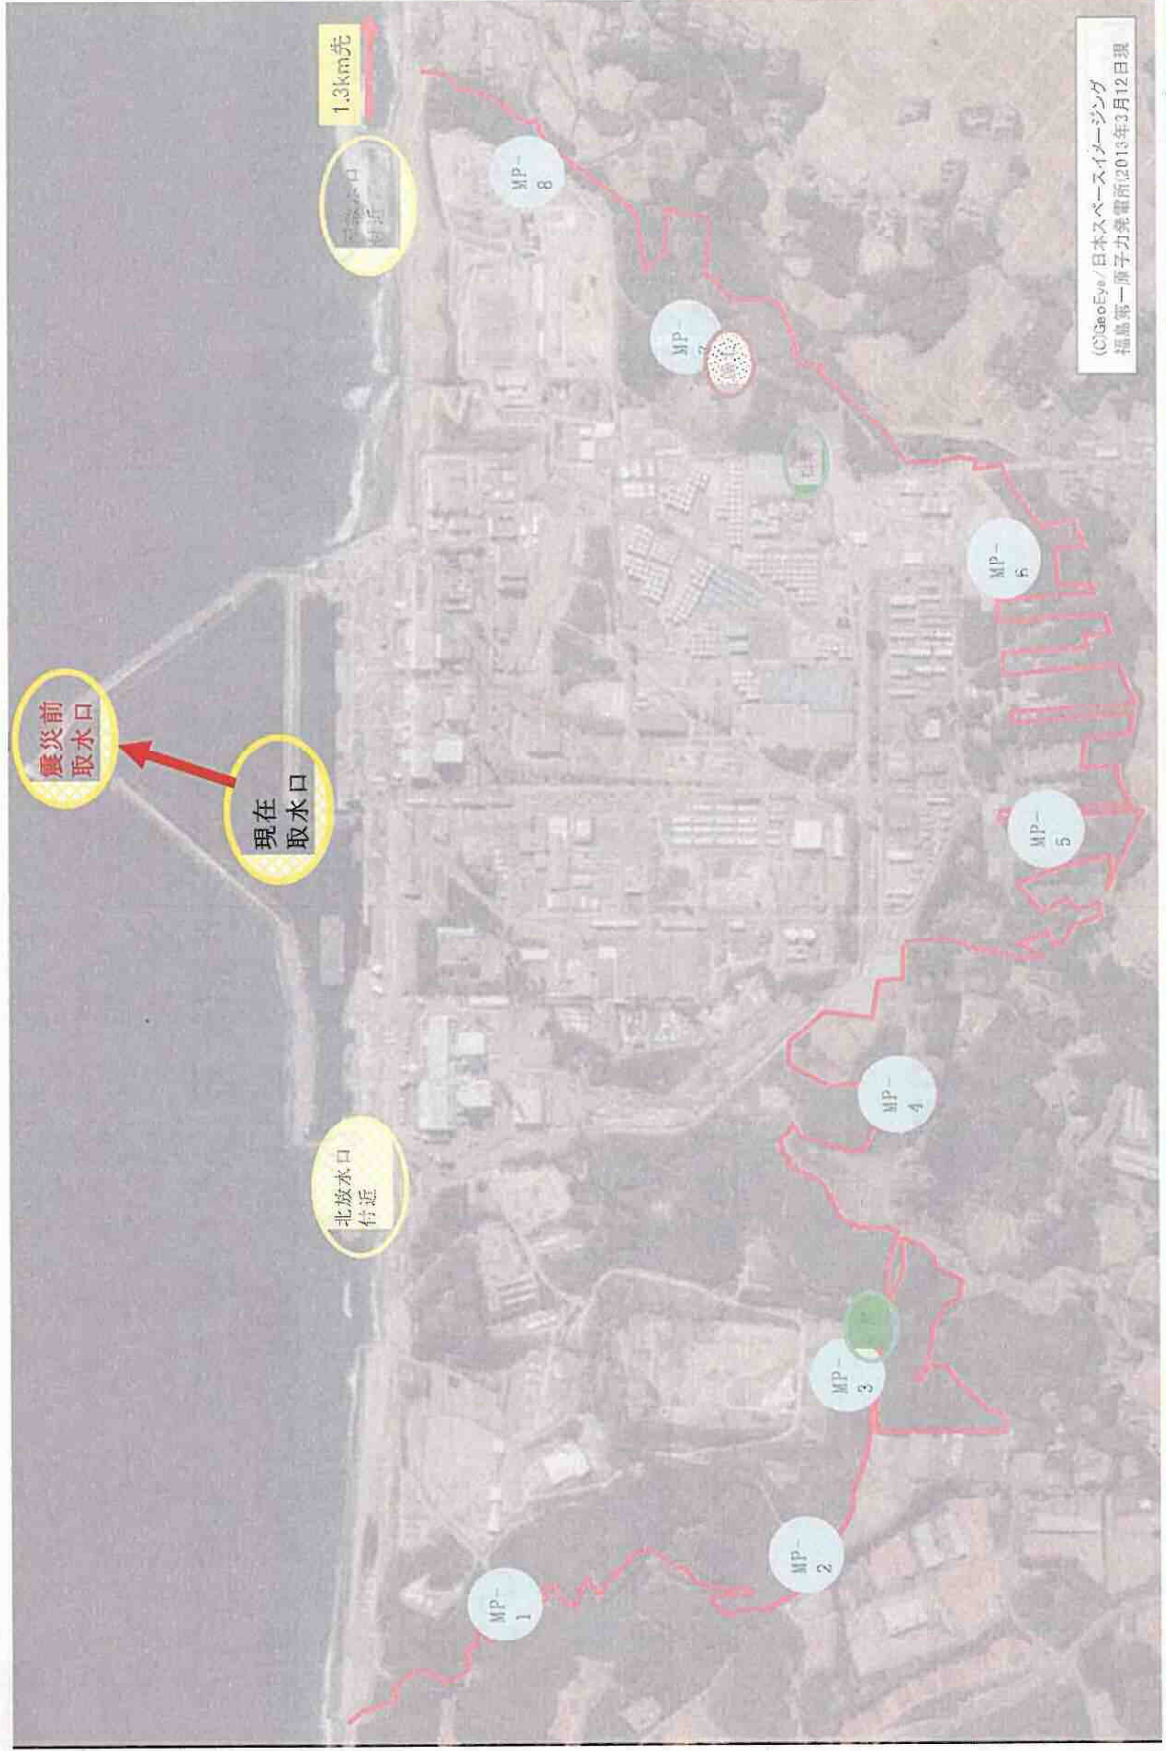 震災前
取水口
現在
取水口
1.3km先
付近
北放水口
付近
MP-
1
MP-
2
MP-
3
MP-
4
MP-
5
MP-
6
MP-
7
MP-
8
(C)GeoEye/日本スペースイメージング
福島第一原子力発電所(2013年3月12日現